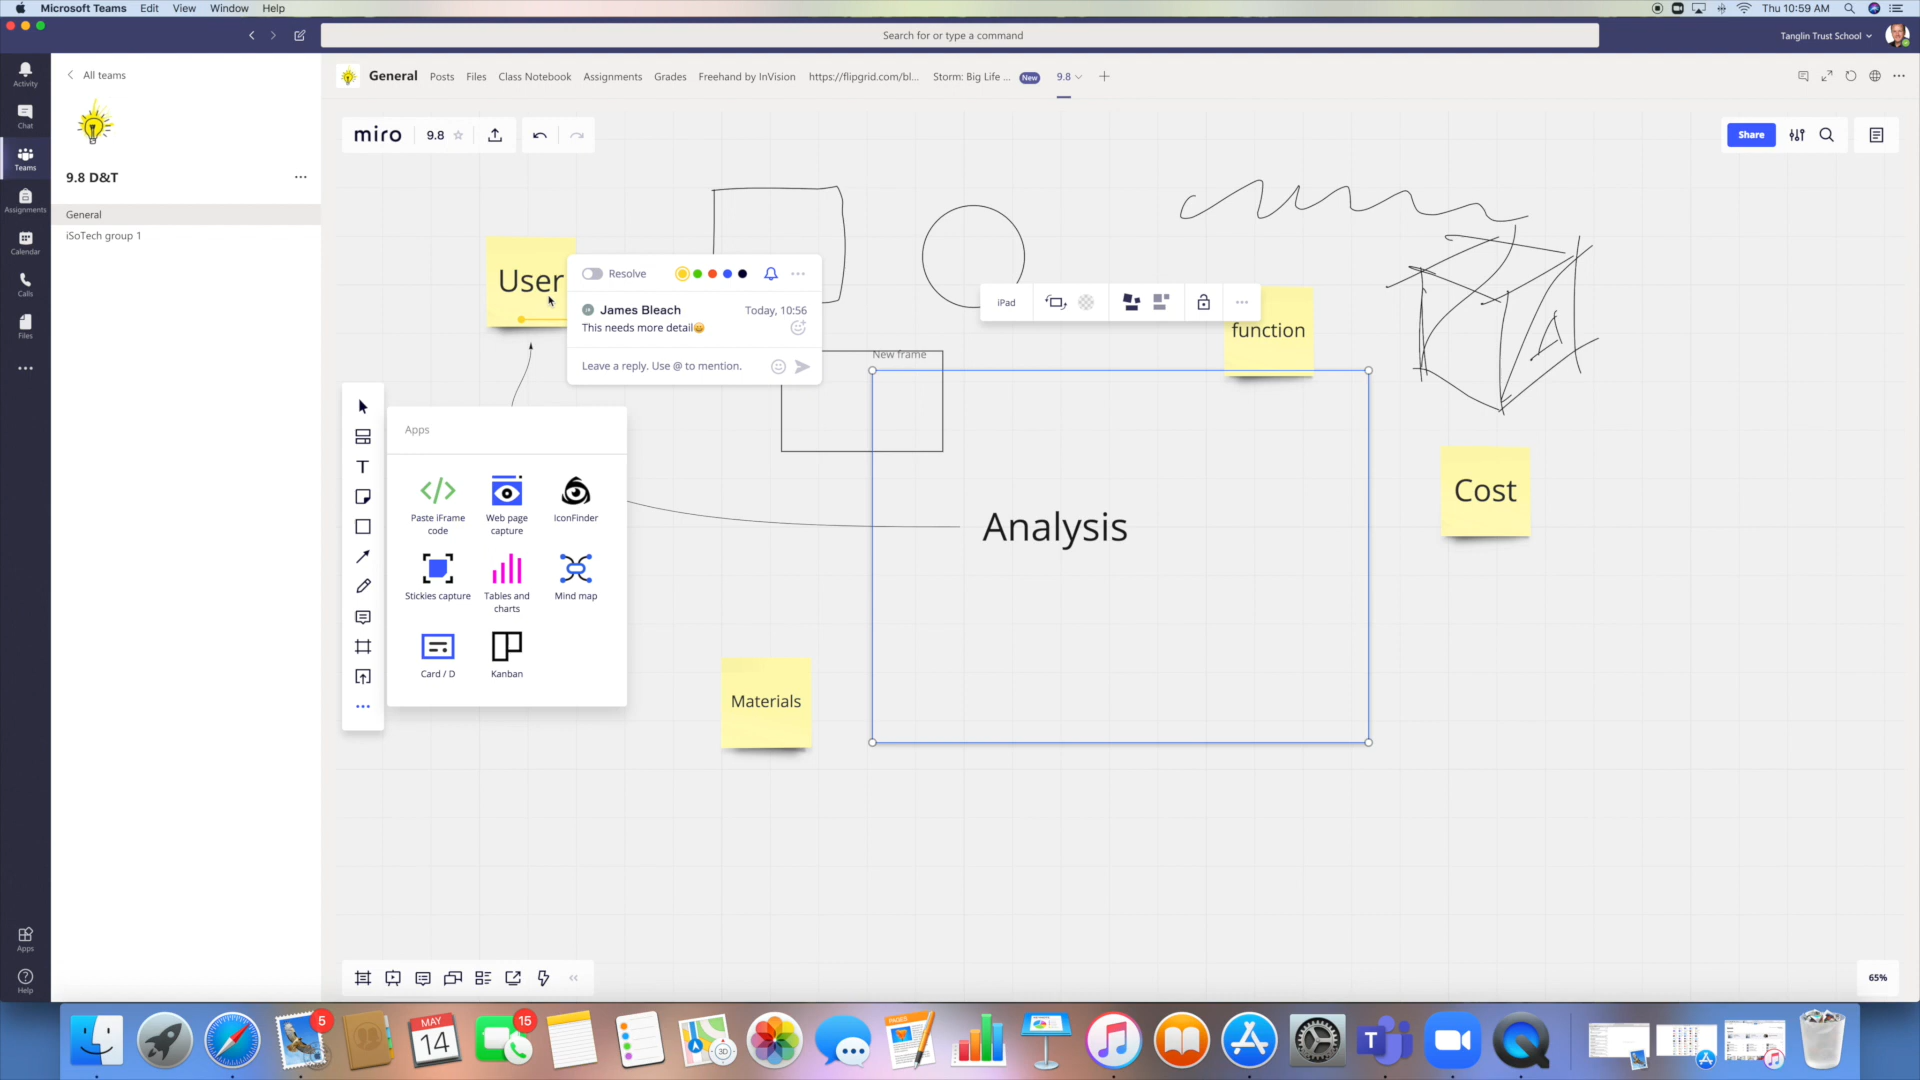 Microsoft Teams Edit View Window Help
Thu 10:59 AM
Search for or type a command
Tanglin Trust School
Activity
Chat
Teams
Assignments
Calendar
Calls
Files
Apps
Help
All teams
9.8 D&T
General
iSoTech group 1
General Posts Files Class Notebook Assignments Grades Freehand by InVision https://flipgrid.com/bl... Storm: Big Life ... New 9.8
miro 9.8
Share
User
Resolve
James Bleach Today, 10:56
This needs more detail😀
Leave a reply. Use @ to mention.
iPad
function
New frame
Analysis
Cost
Materials
Apps
Paste iFrame code
Web page capture
IconFinder
Stickies capture
Tables and charts
Mind map
Card / D
Kanban
65%
5
MAY
14
15
PAGES
3D